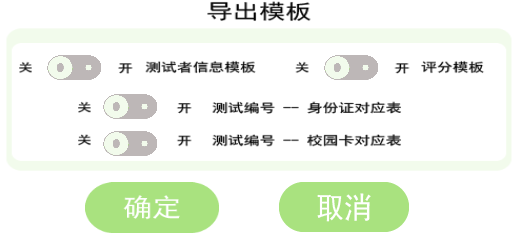 导出模板
关 开 测试者信息模板 关 开 评分模板
关 开 测试编号 -- 身份证对应表
关 开 测试编号 -- 校园卡对应表
确定 取消